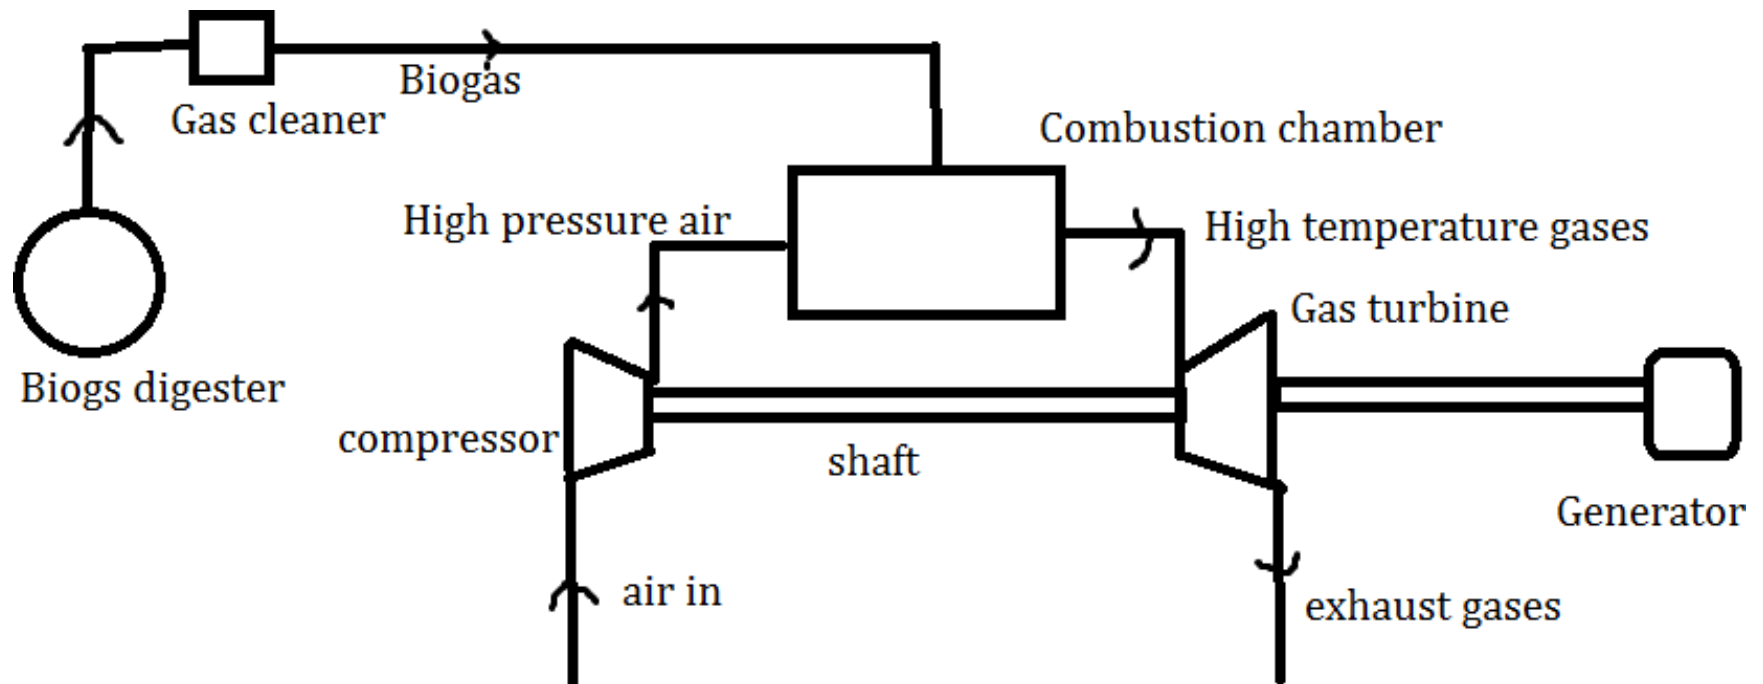 Biogas
Gas cleaner
Combustion chamber
High pressure air
High temperature gases
Gas turbine
Biogs digester
compressor
shaft
Generator
air in
exhaust gases